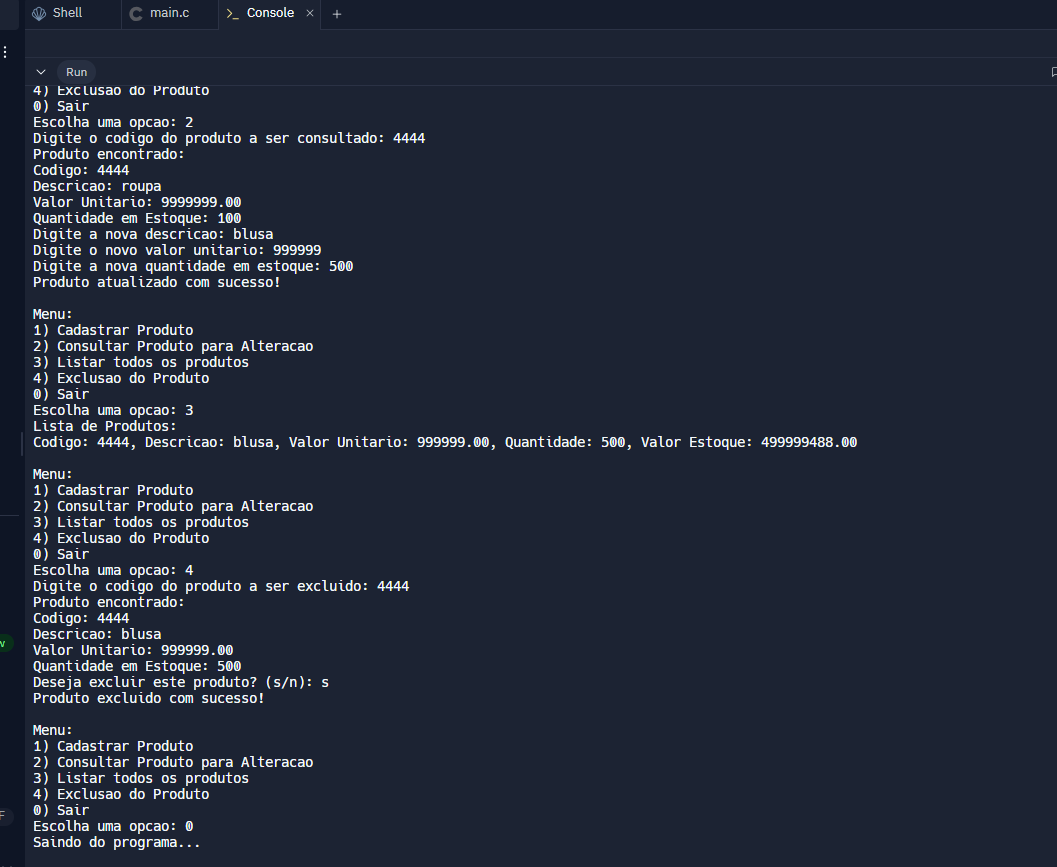 Shell main.c Console
Run
4) Exclusao do Produto
0) Sair
Escolha uma opcao: 2
Digite o codigo do produto a ser consultado: 4444
Produto encontrado:
Codigo: 4444
Descricao: roupa
Valor Unitario: 9999999.00
Quantidade em Estoque: 100
Digite a nova descricao: blusa
Digite o novo valor unitario: 999999
Digite a nova quantidade em estoque: 500
Produto atualizado com sucesso!
Menu:
1) Cadastrar Produto
2) Consultar Produto para Alteracao
3) Listar todos os produtos
4) Exclusao do Produto
0) Sair
Escolha uma opcao: 3
Lista de Produtos:
Codigo: 4444, Descricao: blusa, Valor Unitario: 999999.00, Quantidade: 500, Valor Estoque: 499999488.00
Menu:
1) Cadastrar Produto
2) Consultar Produto para Alteracao
3) Listar todos os produtos
4) Exclusao do Produto
0) Sair
Escolha uma opcao: 4
Digite o codigo do produto a ser excluido: 4444
Produto encontrado:
Codigo: 4444
Descricao: blusa
Valor Unitario: 999999.00
Quantidade em Estoque: 500
Deseja excluir este produto? (s/n): s
Produto excluido com sucesso!
Menu:
1) Cadastrar Produto
2) Consultar Produto para Alteracao
3) Listar todos os produtos
4) Exclusao do Produto
0) Sair
Escolha uma opcao: 0
Saindo do programa...